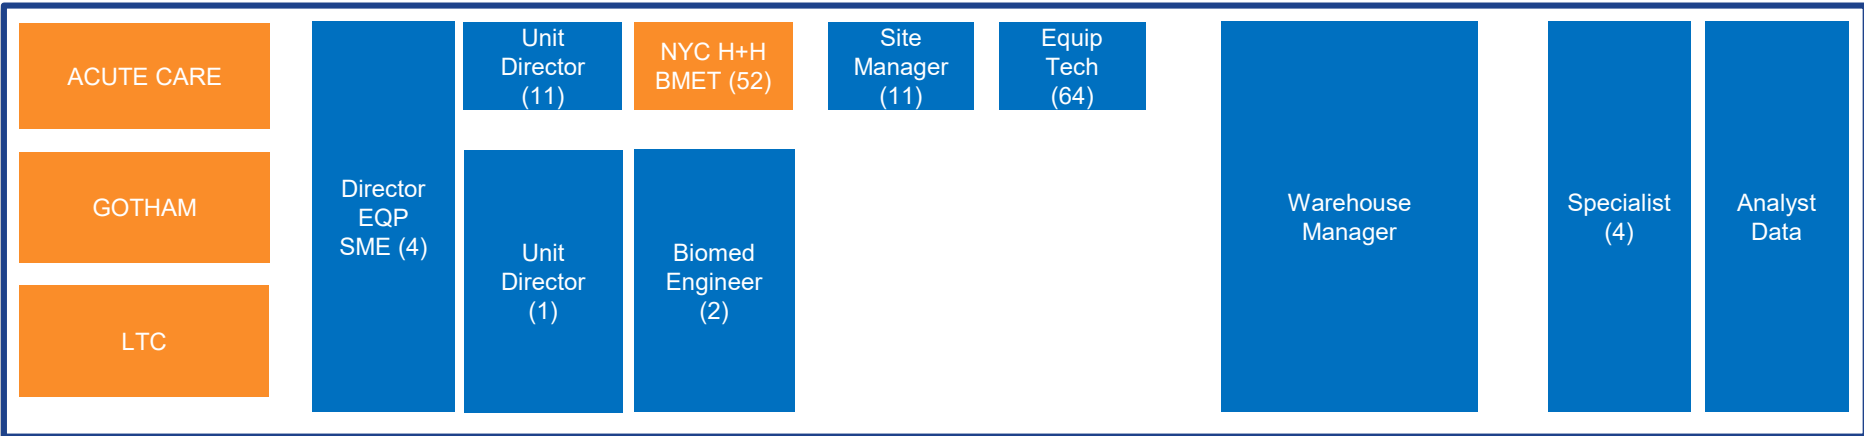 ACUTE CARE
GOTHAM
LTC
Director
EQP
SME (4)
Unit
Director
(11)
Unit
Director
(1)
NYC H+H
BMET (52)
Biomed
Engineer
(2)
Site
Manager
(11)
Equip
Tech
(64)
Warehouse
Manager
Specialist
(4)
Analyst
Data